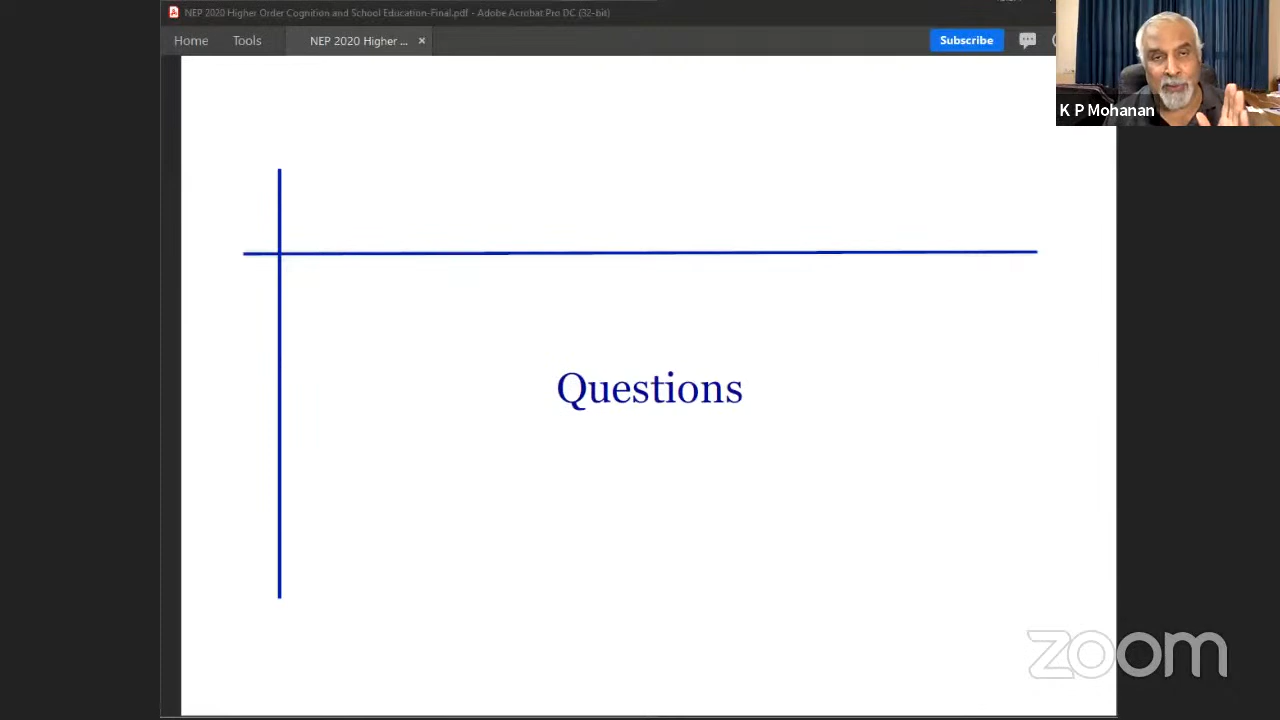 NEP 2020 Higher Order Cognition and School Education-Final.pdf - Adobe Acrobat Pro DC (32-bit)
Home Tools NEP 2020 Higher ... × Subscribe
K P Mohanan
Questions
zoom